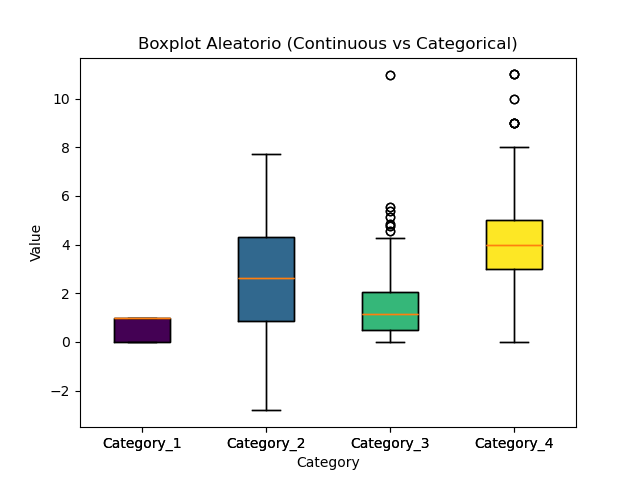 Boxplot Aleatorio (Continuous vs Categorical)
Value
10
8
6
4
2
0
−2
Category_1 Category_2 Category_3 Category_4
Category